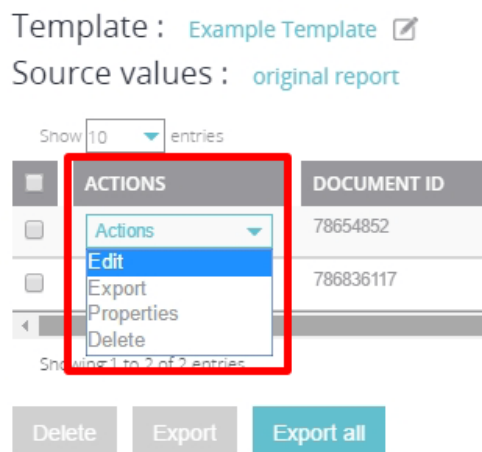 Template : Example Template
Source values : original report
Show 10 entries
ACTIONS DOCUMENT ID
Actions 78654852
Edit
Export 786836117
Properties
Delete
Showing 1 to 2 of 2 entries
Delete Export Export all